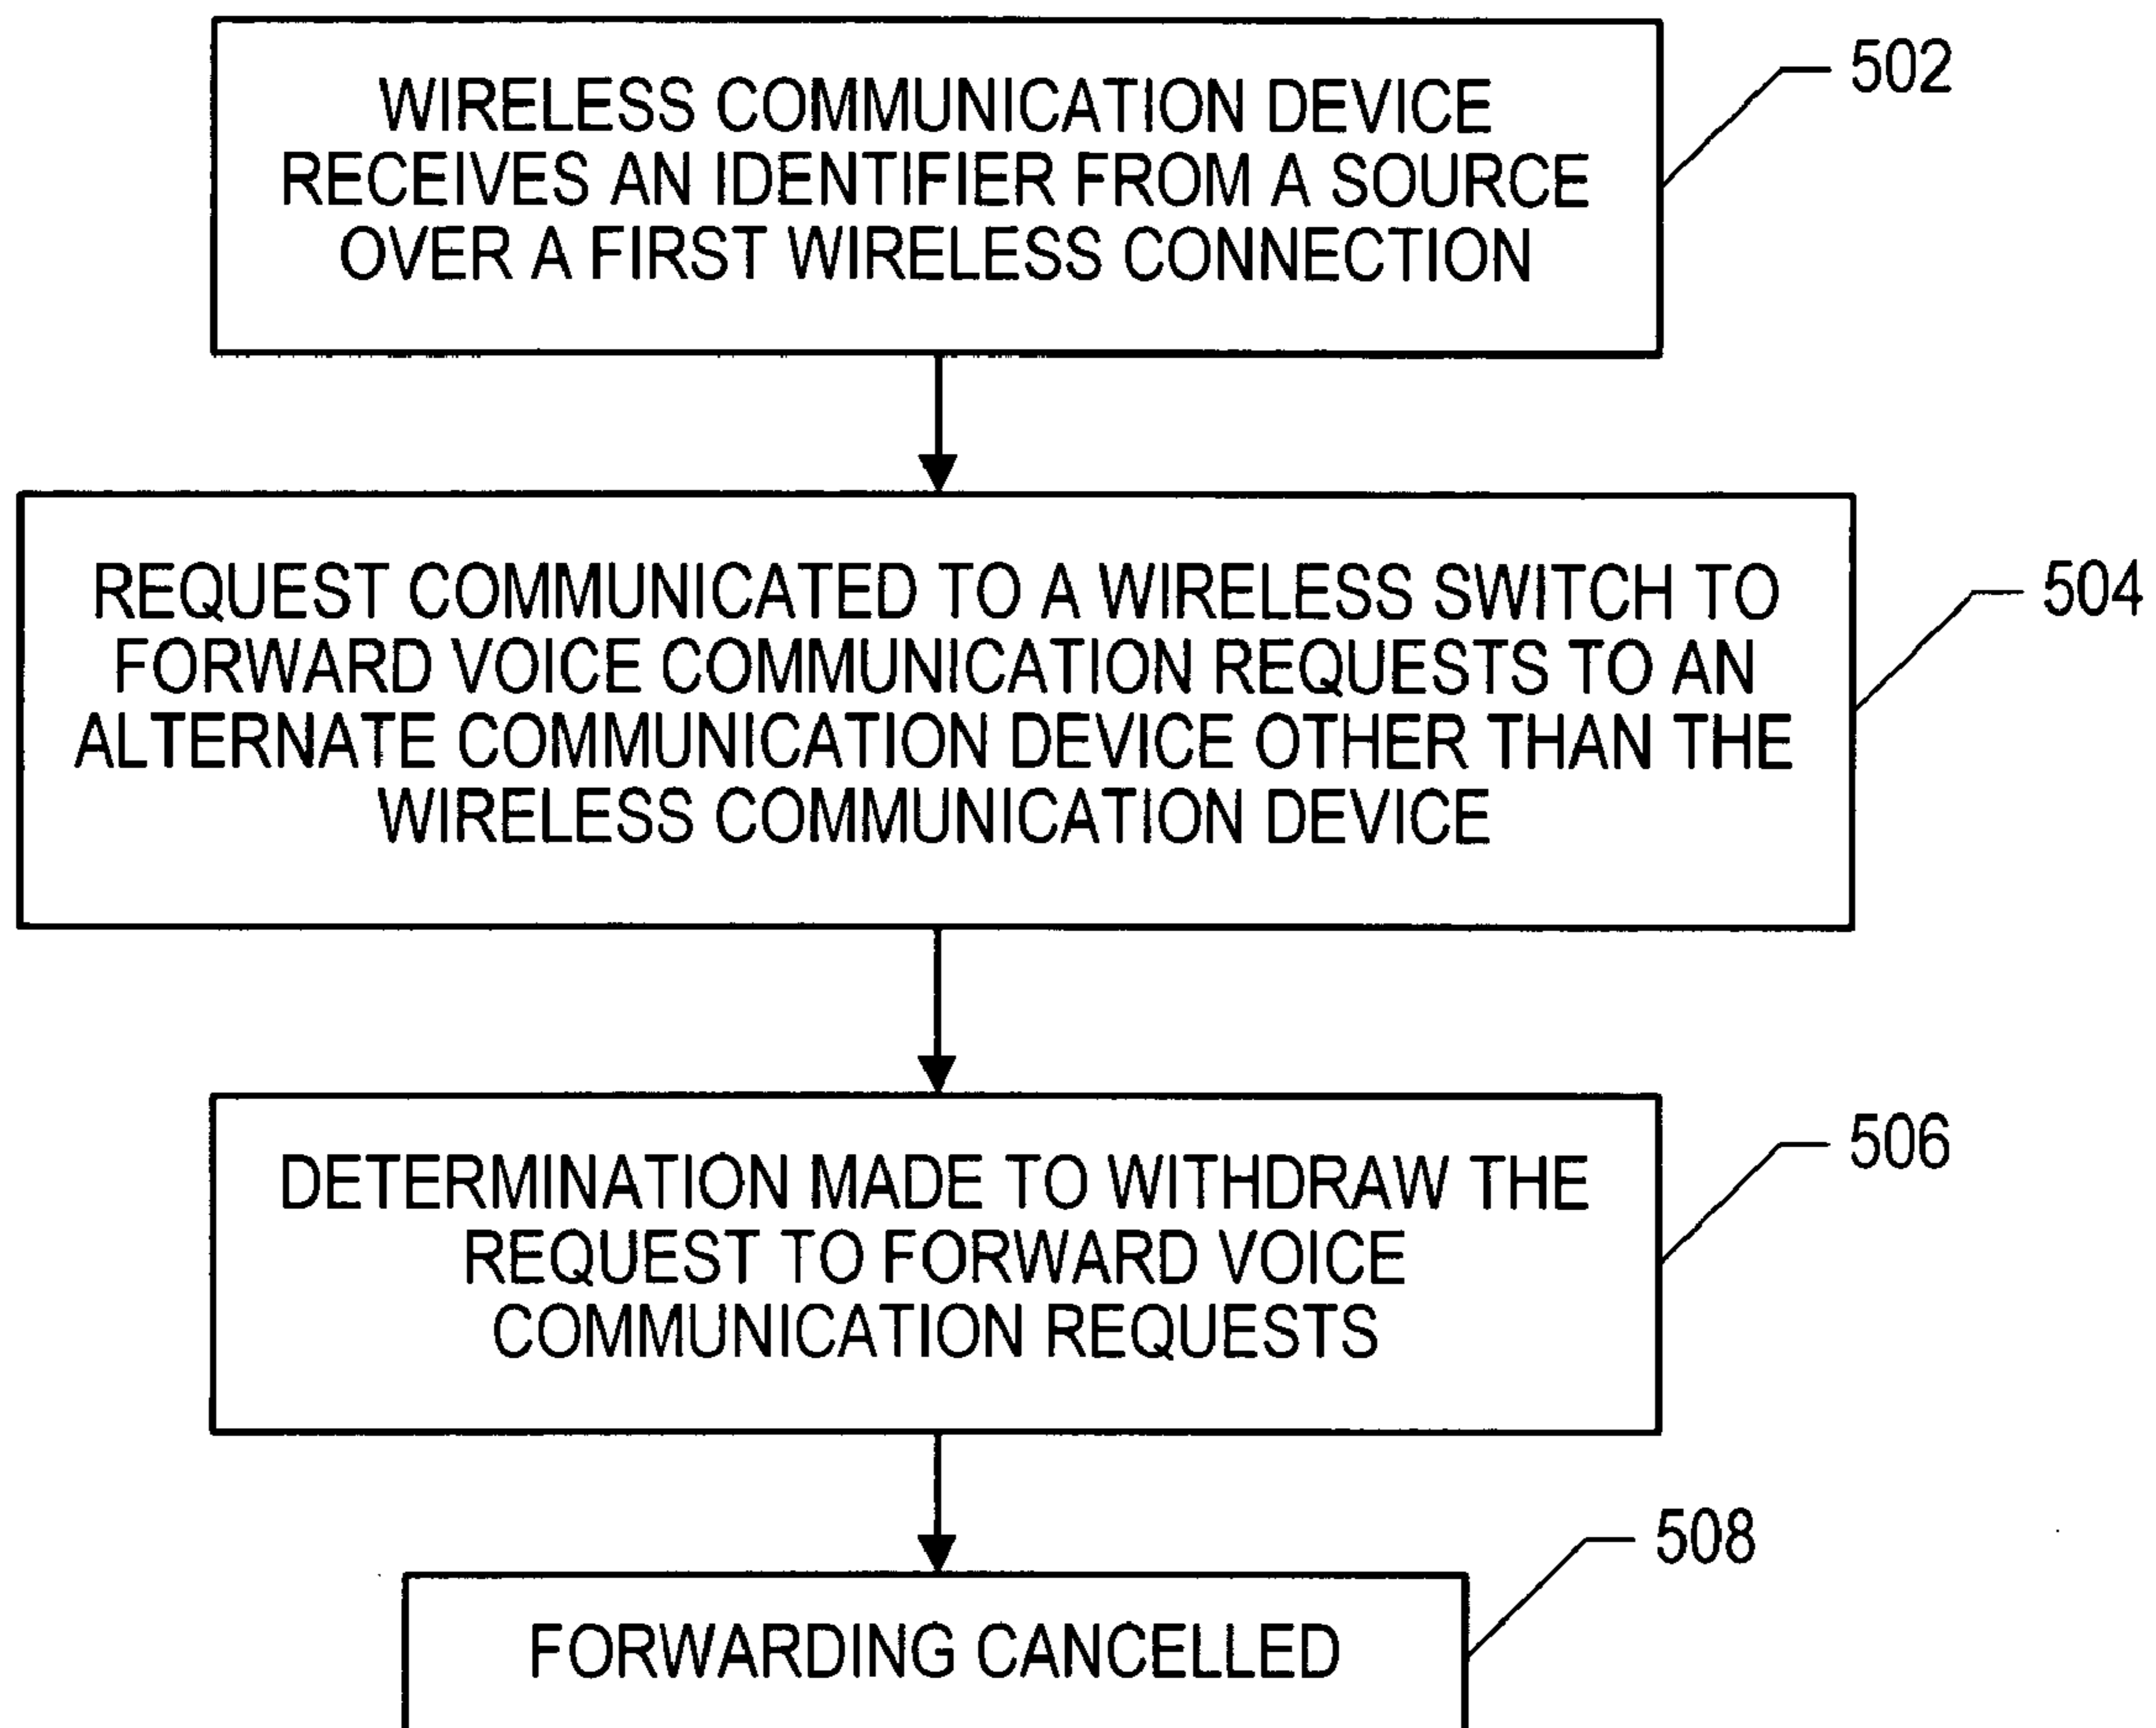 WIRELESS COMMUNICATION DEVICE
RECEIVES AN IDENTIFIER FROM A SOURCE
OVER A FIRST WIRELESS CONNECTION
502
REQUEST COMMUNICATED TO A WIRELESS SWITCH TO
FORWARD VOICE COMMUNICATION REQUESTS TO AN
ALTERNATE COMMUNICATION DEVICE OTHER THAN THE
WIRELESS COMMUNICATION DEVICE
504
DETERMINATION MADE TO WITHDRAW THE
REQUEST TO FORWARD VOICE
COMMUNICATION REQUESTS
506
FORWARDING CANCELLED
508